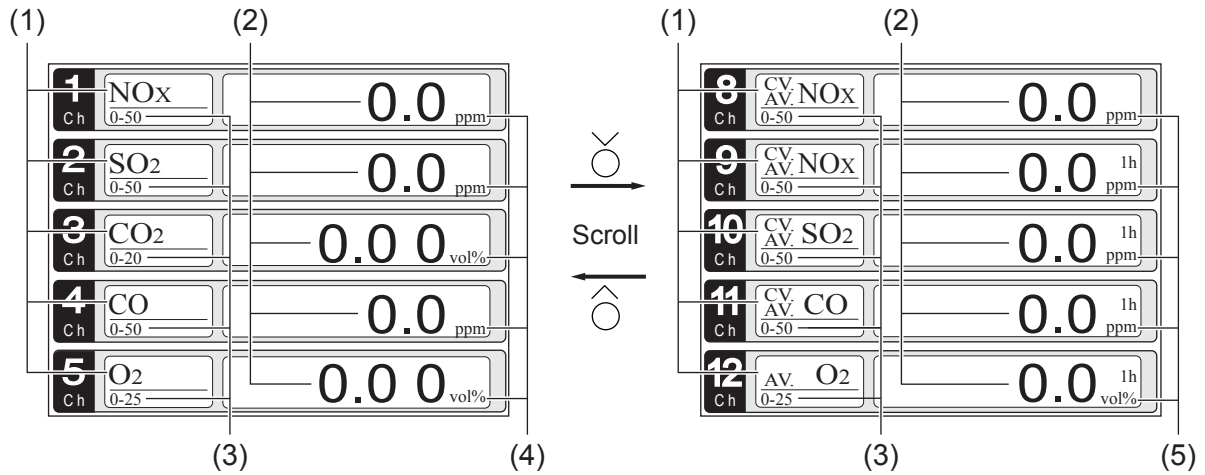 (1) (2) (1) (2)
1 Ch NOx 0-50 0.0 ppm
2 Ch SO2 0-50 0.0 ppm
3 Ch CO2 0-20 0.00 vol%
4 Ch CO 0-50 0.0 ppm
5 Ch O2 0-25 0.00 vol%
Scroll
8 Ch CV. AV. NOx 0-50 0.0 ppm
9 Ch CV. AV. NOx 0-50 0.0 1h ppm
10 Ch CV. AV. SO2 0-50 0.0 1h ppm
11 Ch CV. AV. CO 0-50 0.0 1h ppm
12 Ch AV. O2 0-25 0.0 1h vol%
(3) (4) (3) (5)